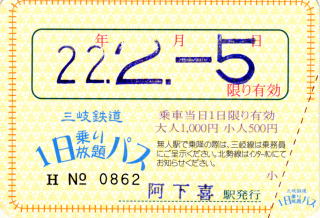 年 月 日
22.2.-5
限り有効
三岐鉄道
1日乗り放題パス
乗車当日1日限り有効
大人1,000円 小人500円
無人駅で乗降の際は、三岐線は乗務員
にご呈示ください。北勢線はインターホンにて
お知らせください。
小
H № 0862
阿下喜 駅発行
三岐鉄道
1日乗り放題パス